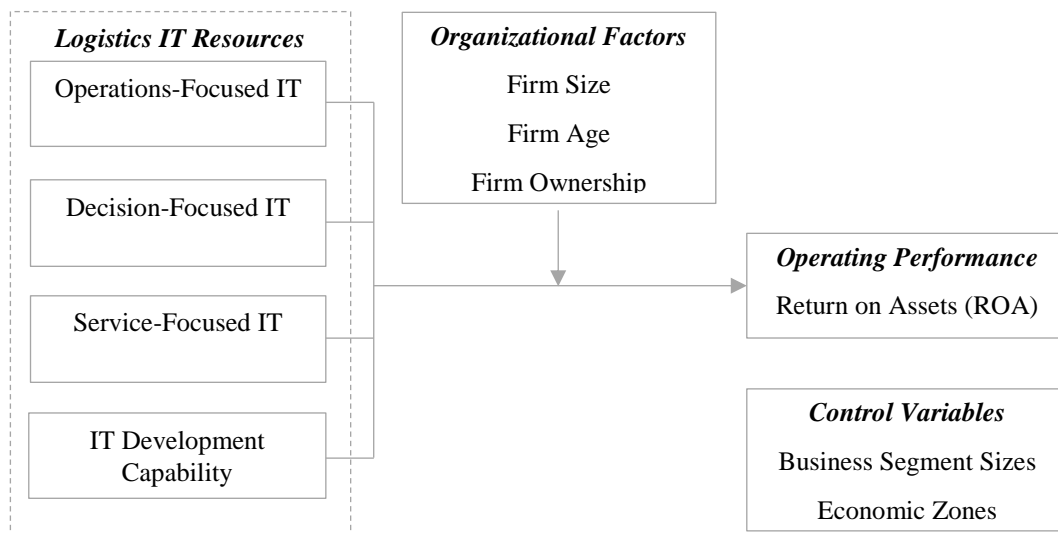 Logistics IT Resources
Operations-Focused IT
Decision-Focused IT
Service-Focused IT
IT Development
Capability
Organizational Factors
Firm Size
Firm Age
Firm Ownership
Operating Performance
Return on Assets (ROA)
Control Variables
Business Segment Sizes
Economic Zones